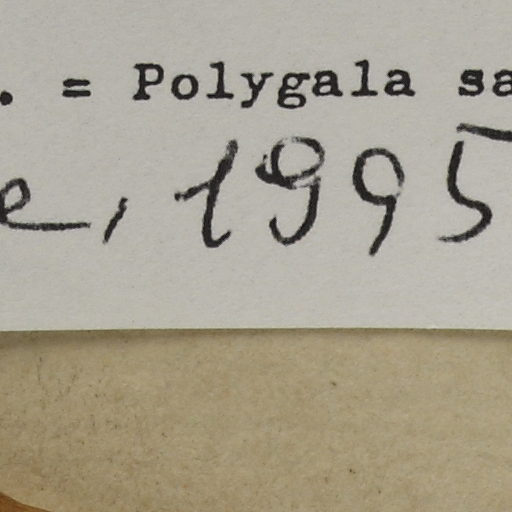 . = Polygala sa
e, 1995